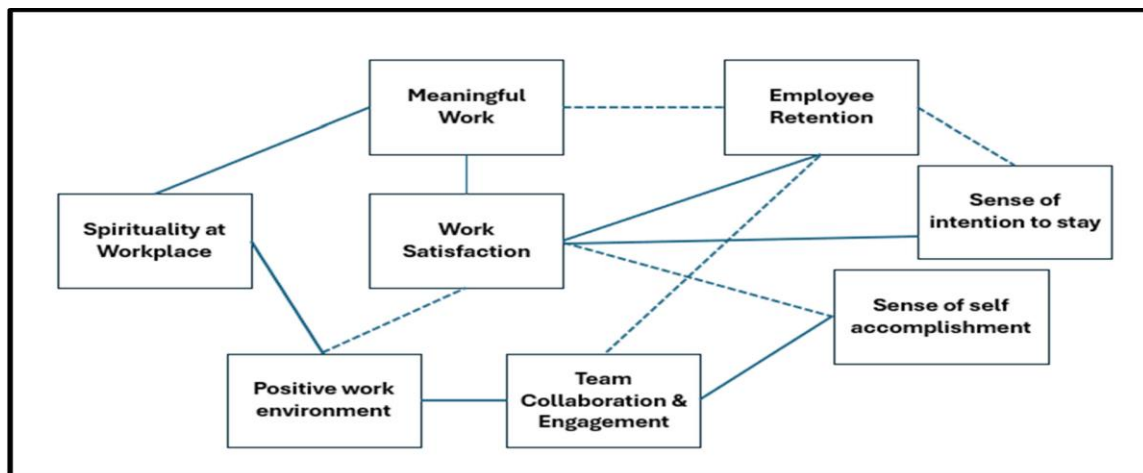 Meaningful
Work
Employee
Retention
Spirituality at
Workplace
Work
Satisfaction
Sense of
intention to stay
Sense of self
accomplishment
Positive work
environment
Team
Collaboration &
Engagement